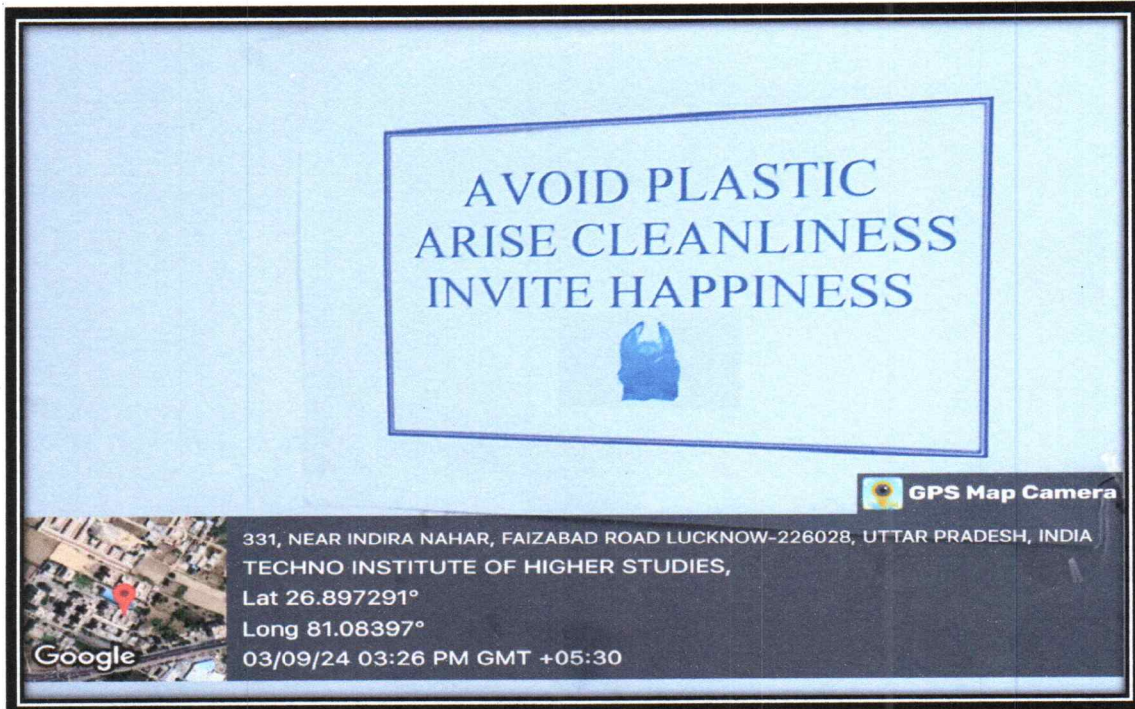 AVOID PLASTIC
ARISE CLEANLINESS
INVITE HAPPINESS
GPS Map Camera
331, NEAR INDIRA NAHAR, FAIZABAD ROAD LUCKNOW-226028, UTTAR PRADESH, INDIA
TECHNO INSTITUTE OF HIGHER STUDIES,
Lat 26.897291°
Long 81.08397°
03/09/24 03:26 PM GMT +05:30
Google